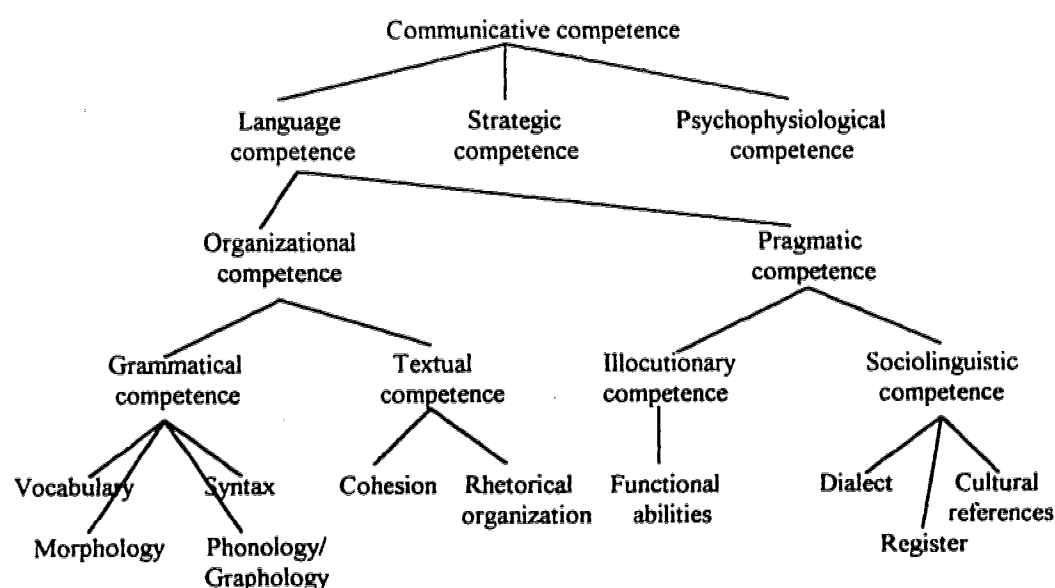 Communicative competence
Language
competence
Strategic
competence
Psychophysiological
competence
Organizational
competence
Pragmatic
competence
Grammatical
competence
Textual
competence
Illocutionary
competence
Sociolinguistic
competence
Vocabulary
Syntax
Morphology
Phonology/
Graphology
Cohesion
Rhetorical
organization
Functional
abilities
Dialect
Cultural
references
Register